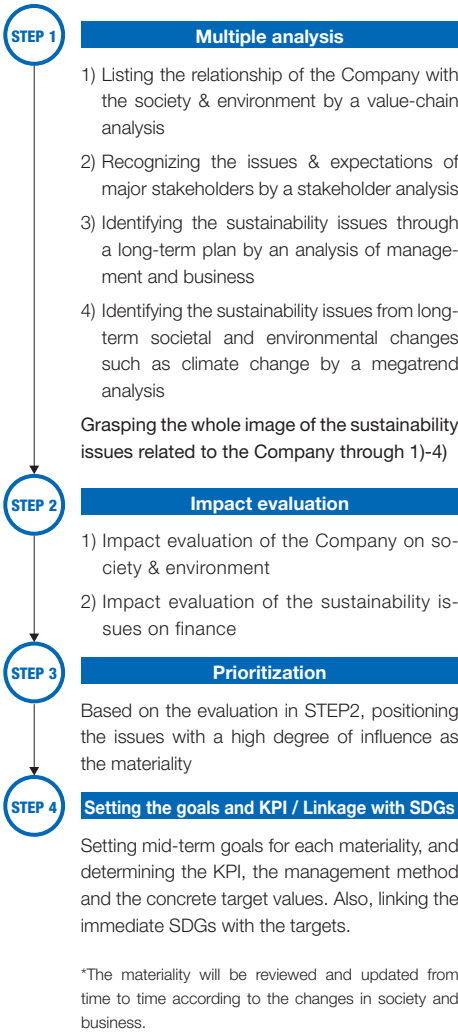 STEP 1
Multiple analysis
1) Listing the relationship of the Company with
the society & environment by a value-chain
analysis
2) Recognizing the issues & expectations of
major stakeholders by a stakeholder analysis
3) Identifying the sustainability issues through
a long-term plan by an analysis of manage-
ment and business
4) Identifying the sustainability issues from long-
term societal and environmental changes
such as climate change by a megatrend
analysis
Grasping the whole image of the sustainability
issues related to the Company through 1)-4)
STEP 2
Impact evaluation
1) Impact evaluation of the Company on so-
ciety & environment
2) Impact evaluation of the sustainability is-
sues on finance
STEP 3
Prioritization
Based on the evaluation in STEP2, positioning
the issues with a high degree of influence as
the materiality
STEP 4
Setting the goals and KPI / Linkage with SDGs
Setting mid-term goals for each materiality, and
determining the KPI, the management method
and the concrete target values. Also, linking the
immediate SDGs with the targets.
*The materiality will be reviewed and updated from
time to time according to the changes in society and
business.